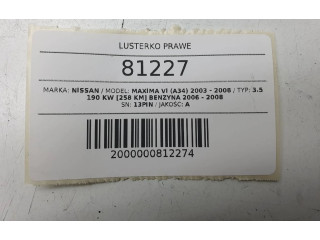 LUSTERKO PRAWE
81227
MARKA: NISSAN / MODEL: MAXIMA VI (A34) 2003 - 2008 / TYP: 3.5
190 KW [258 KM] BENZYNA 2006 - 2008
SN: 13PIN / JAKOŚĆ: A
2000000812274